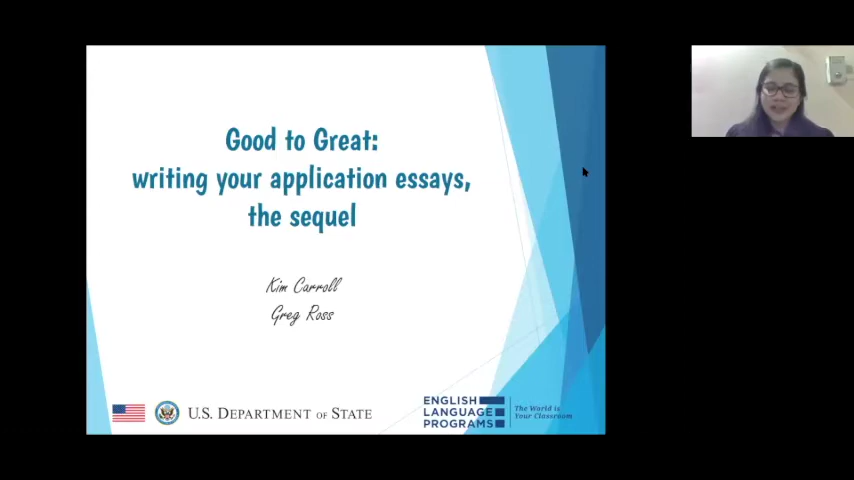 Good to Great:
writing your application essays,
the sequel
Kim Carroll
Greg Ross
U.S. DEPARTMENT OF STATE
ENGLISH
LANGUAGE
PROGRAMS
The World is
Your Classroom